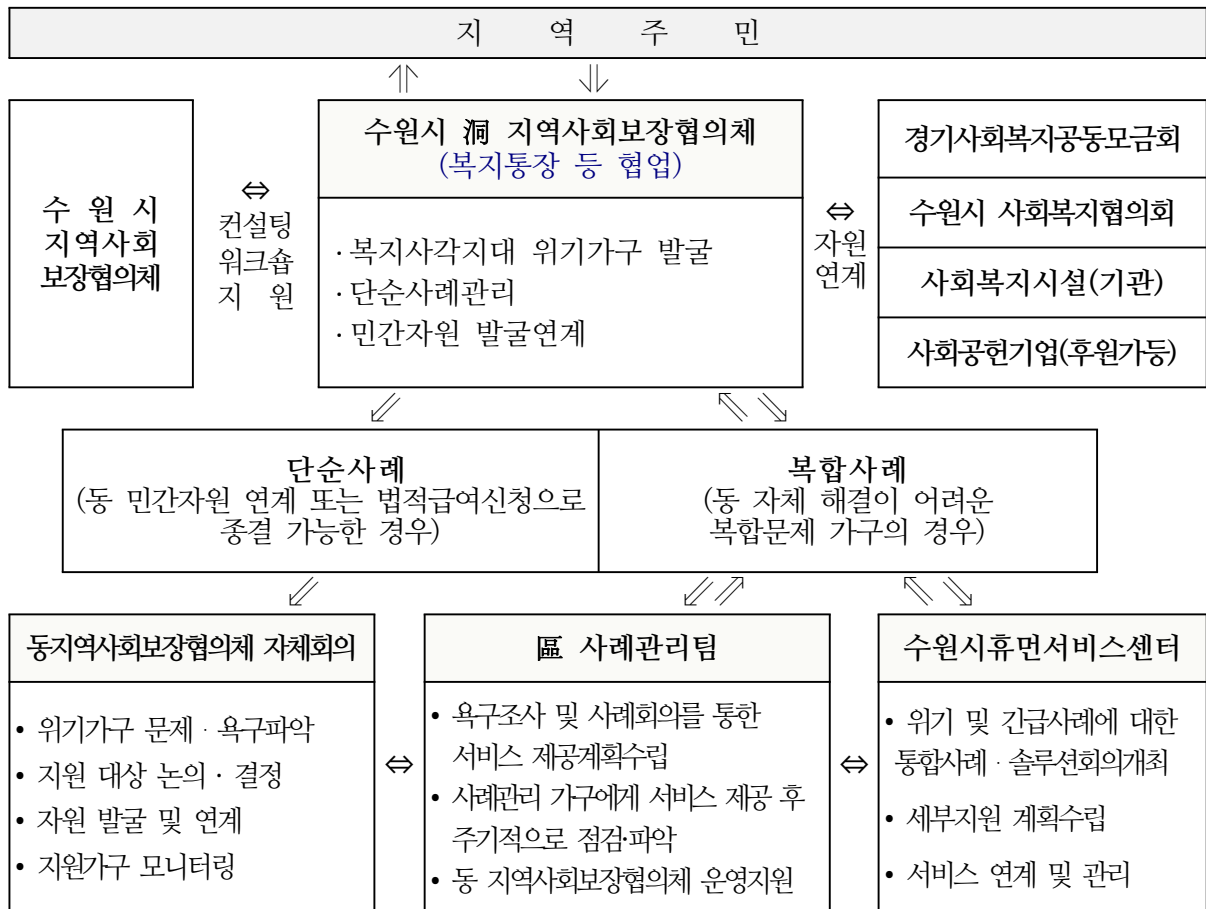 지 역 주 민
수 원 시
지역사회
보장협의체
⇔
컨설팅
워크숍
지 원
수원시 洞 지역사회보장협의체
(복지통장 등 협업)
· 복지사각지대 위기가구 발굴
· 단순사례관리
· 민간자원 발굴연계
⇔
자원
연계
경기사회복지공동모금회
수원시 사회복지협의회
사회복지시설(기관)
사회공헌기업(후원가등)
단순사례
(동 민간자원 연계 또는 법적급여신청으로
종결 가능한 경우)
복합사례
(동 자체 해결이 어려운
복합문제 가구의 경우)
동지역사회보장협의체 자체회의
• 위기가구 문제 · 욕구파악
• 지원 대상 논의 · 결정
• 자원 발굴 및 연계
• 지원가구 모니터링
⇔
區 사례관리팀
• 욕구조사 및 사례회의를 통한
서비스 제공계획수립
• 사례관리 가구에게 서비스 제공 후
주기적으로 점검·파악
• 동 지역사회보장협의체 운영지원
⇔
수원시휴먼서비스센터
• 위기 및 긴급사례에 대한
통합사례 · 솔루션회의개최
• 세부지원 계획수립
• 서비스 연계 및 관리